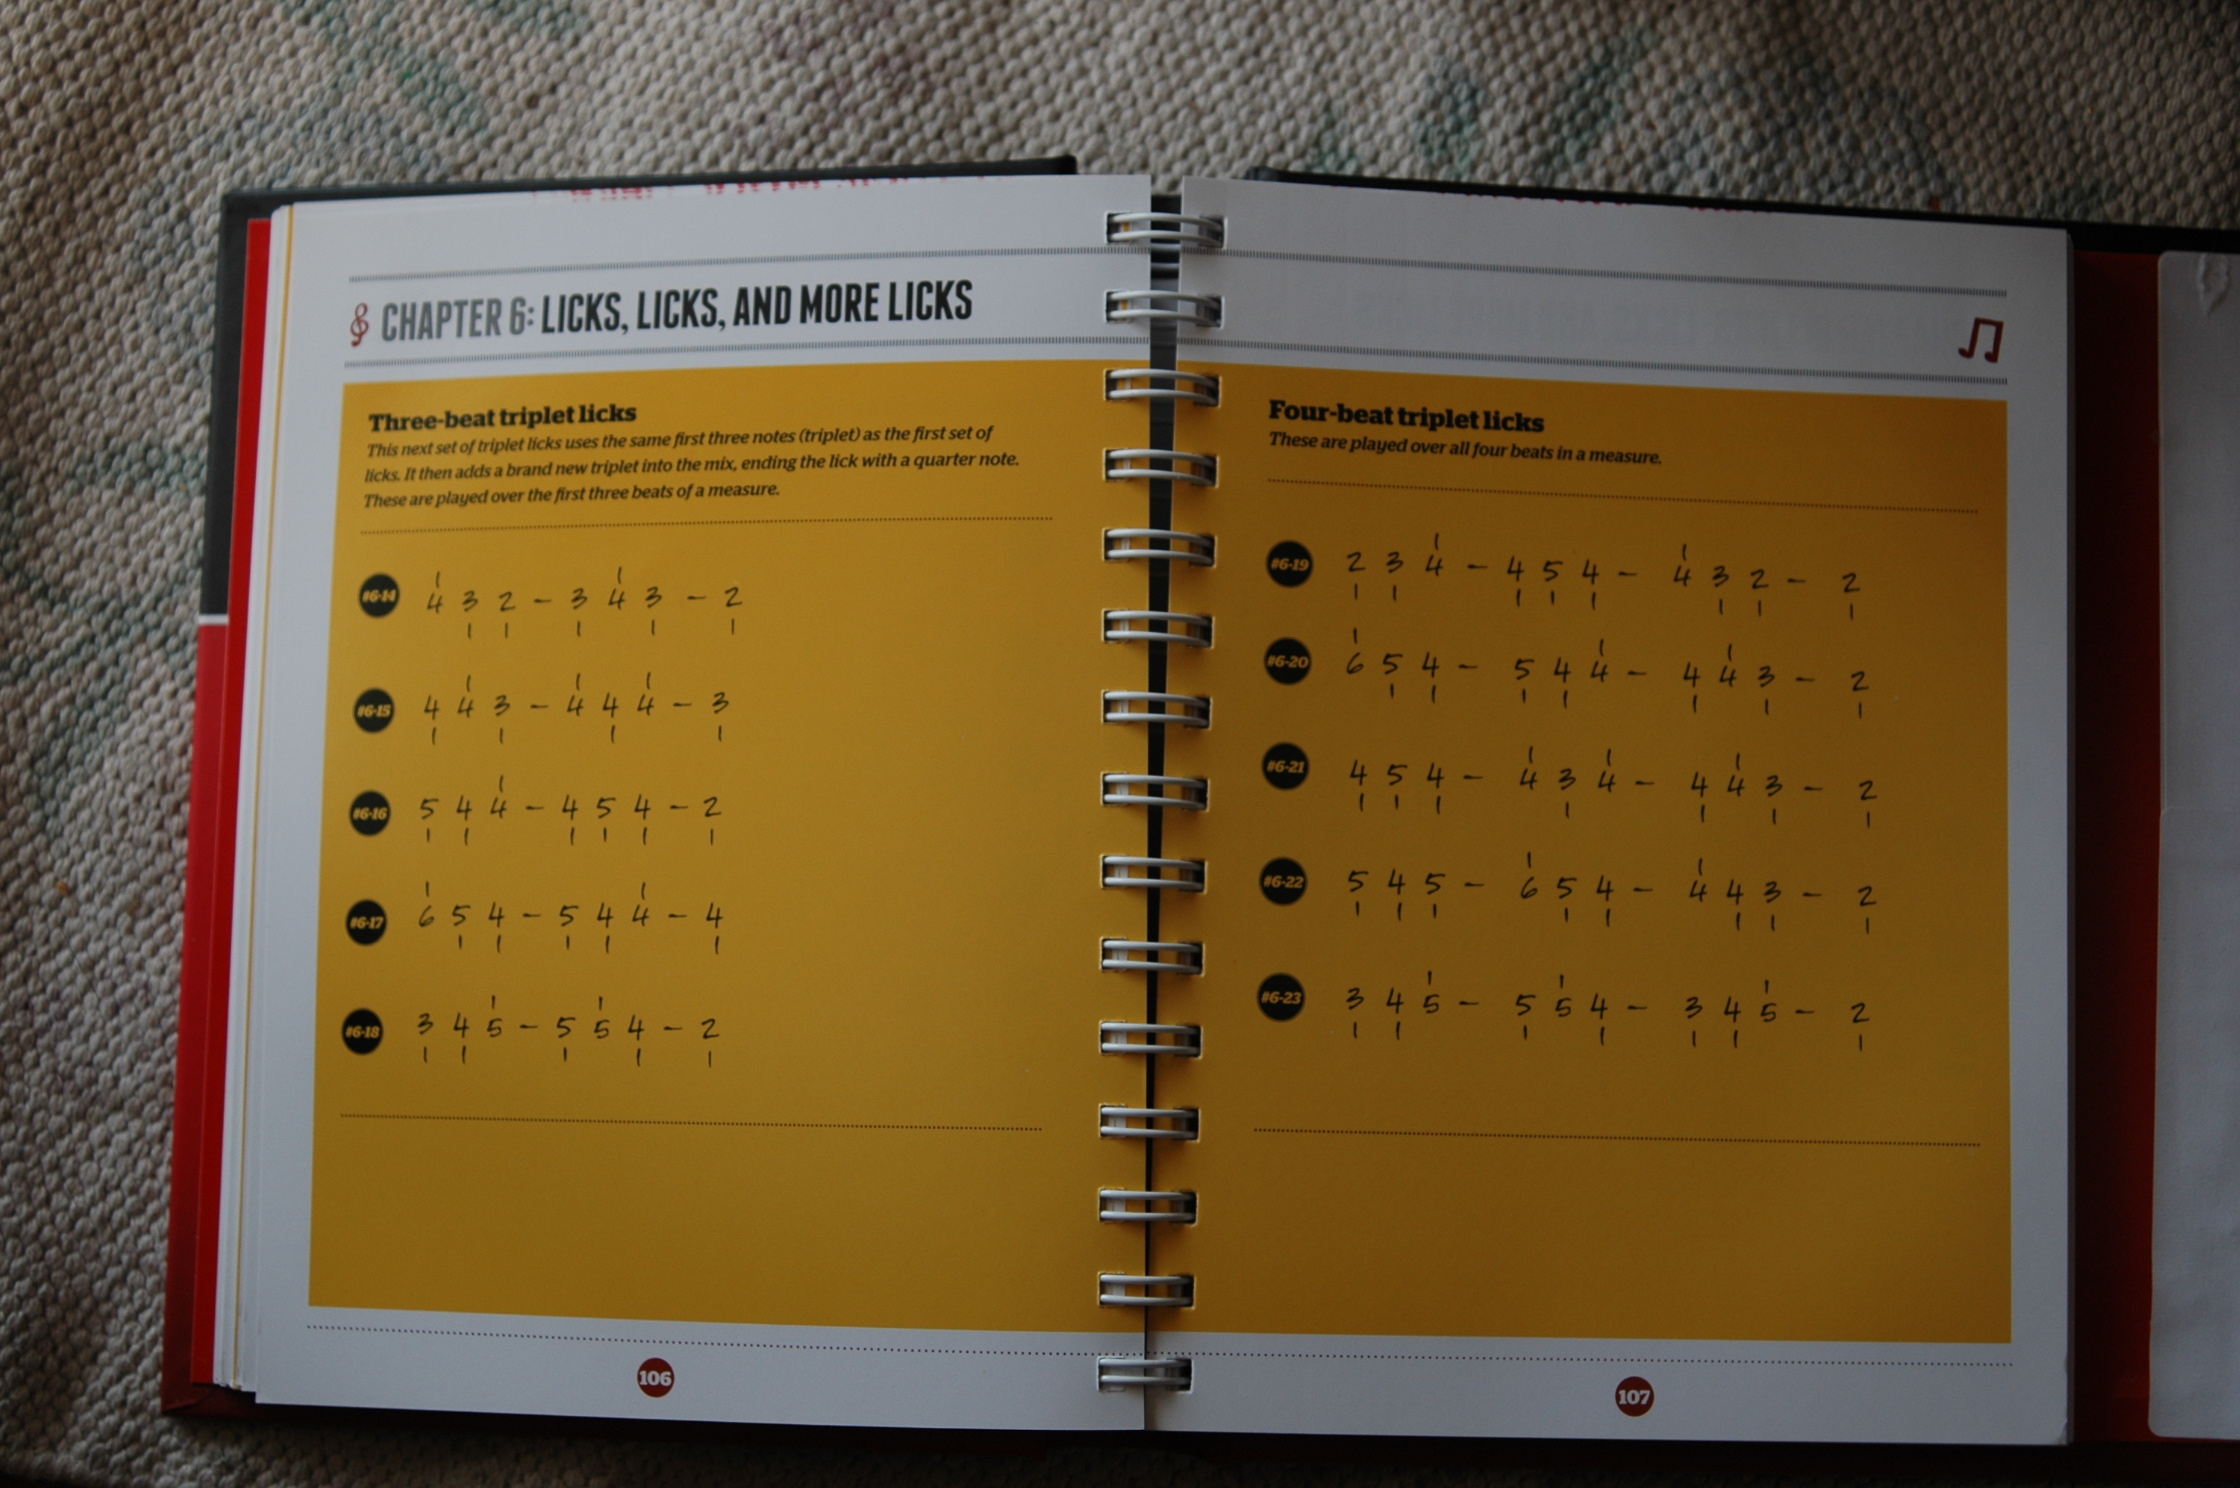 CHAPTER 6: LICKS, LICKS, AND MORE LICKS
Three-beat triplet licks
This next set of triplet licks uses the same first three notes (triplet) as the first set of
licks. It then adds a brand new triplet into the mix, ending the lick with a quarter note.
These are played over the first three beats of a measure.
#6-14 4 3 2 – 3 4 3 – 2
#6-15 4 4 3 – 4 4 4 – 3
#6-16 5 4 4 – 4 5 4 – 2
#6-17 6 5 4 – 5 4 4 – 4
#6-18 3 4 5 – 5 5 4 – 2
106
Four-beat triplet licks
These are played over all four beats in a measure.
#6-19 2 3 4 – 4 5 4 – 4 3 2 – 2
#6-20 6 5 4 – 5 4 4 – 4 4 3 – 2
#6-21 4 5 4 – 4 3 4 – 4 4 3 – 2
#6-22 5 4 5 – 6 5 4 – 4 4 3 – 2
#6-23 3 4 5 – 5 5 4 – 3 4 5 – 2
107